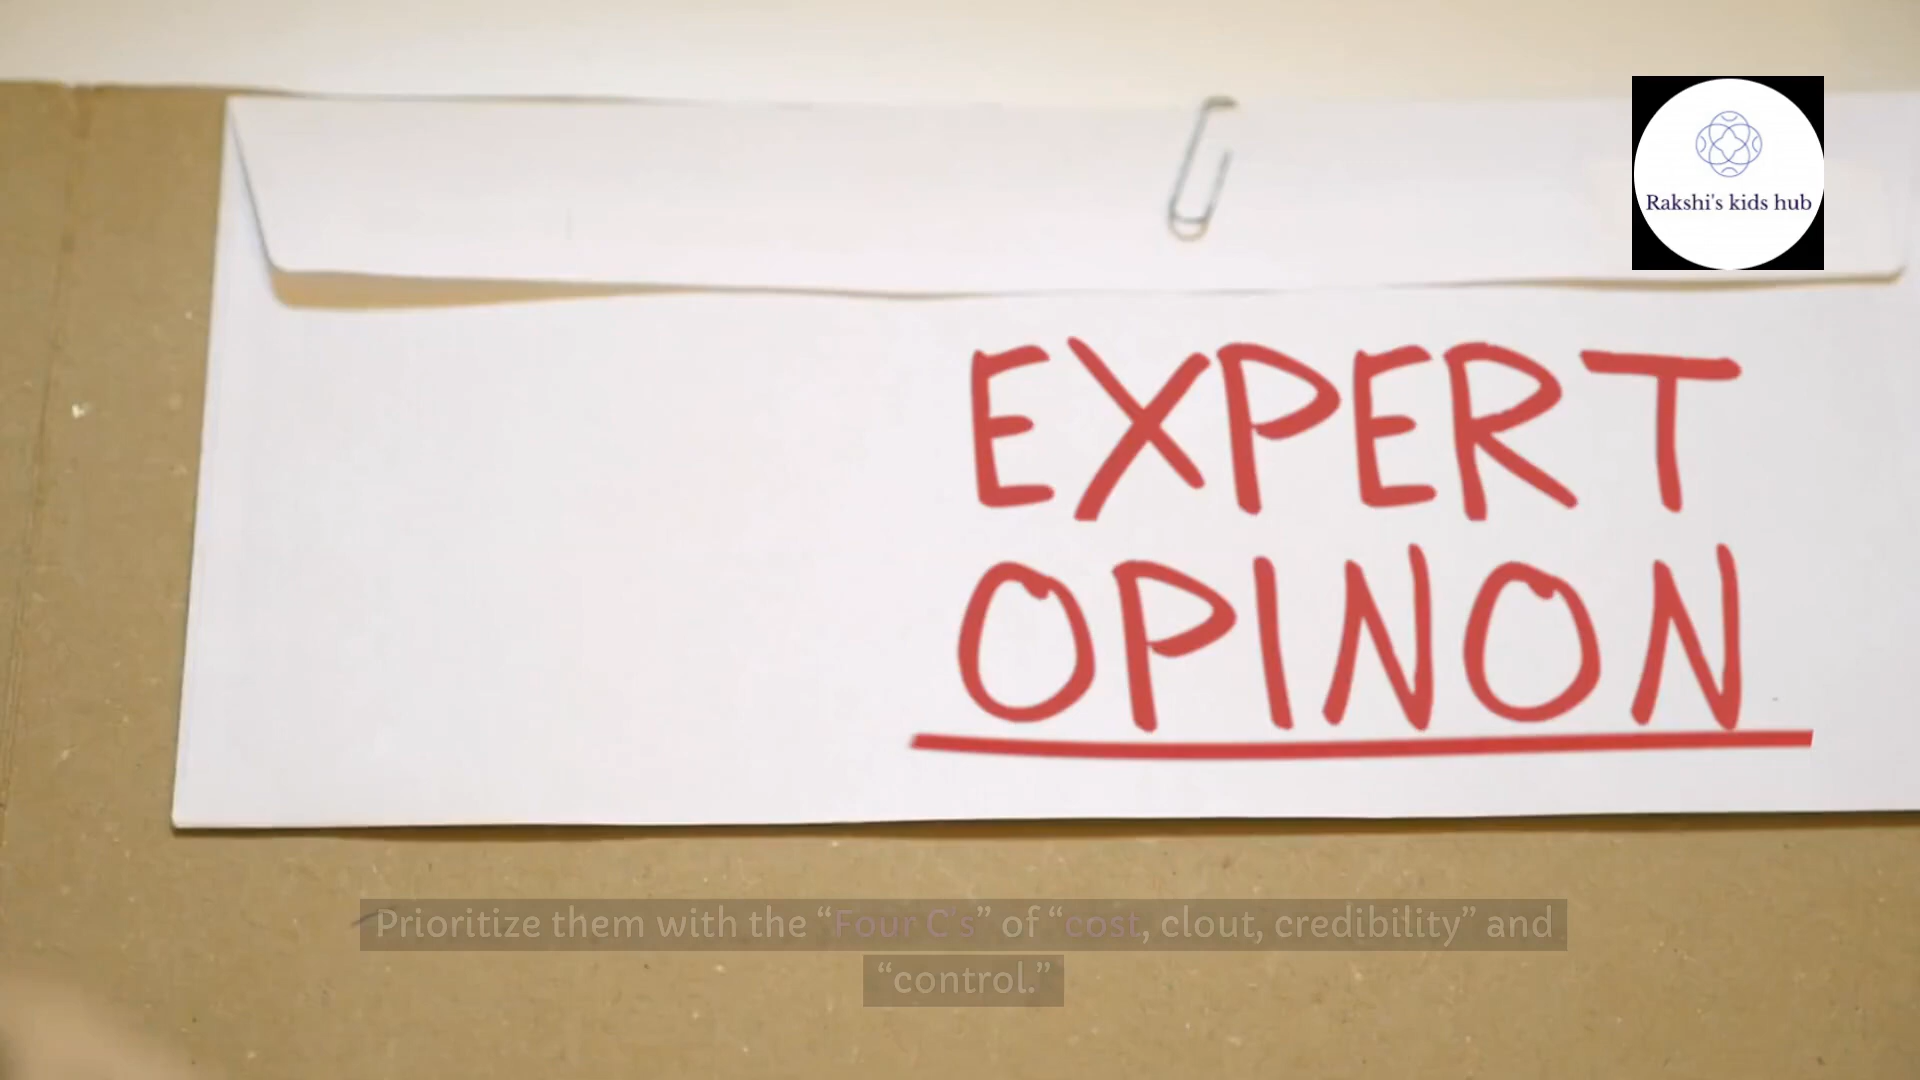 Rakshi's kids hub
EXPERT
OPINON
Prioritize them with the “Four C's” of “cost, clout, credibility” and
“control.”